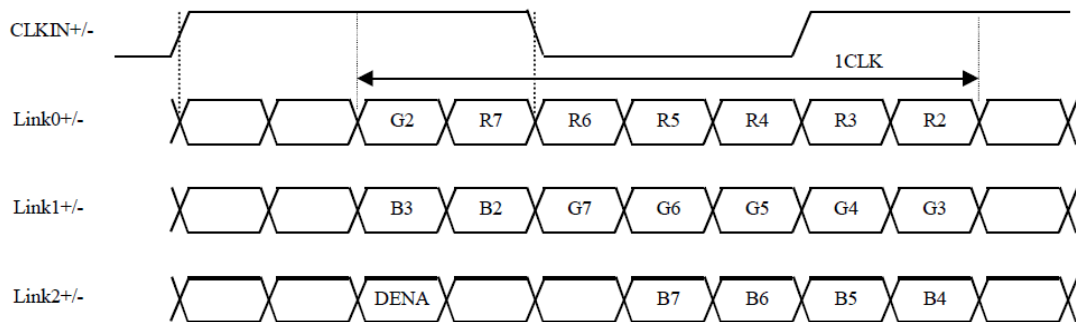 CLKIN+/-
1CLK
Link0+/- G2 R7 R6 R5 R4 R3 R2
Link1+/- B3 B2 G7 G6 G5 G4 G3
Link2+/- DENA B7 B6 B5 B4